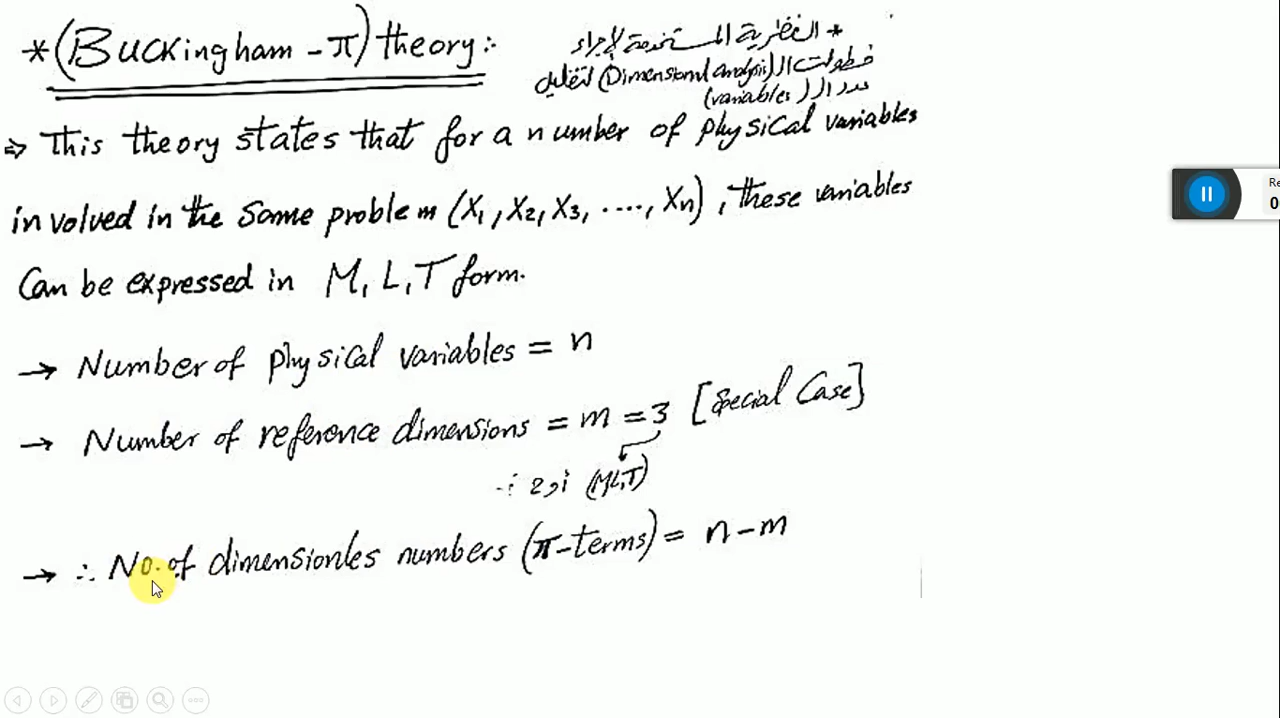 *(Buckingham - π) theory:-
* النظرية المستخدمة لإجراء
خطوات الـ (Dimensional analysis) لتقليل
عدد الـ (variables)
⇒ This theory states that for a number of physical variables
involved in the same problem (X1, X2, X3, ...., Xn), these variables
Can be expressed in M, L, T form.
→ Number of physical variables = n
→ Number of reference dimensions = m = 3 [Special Case]
(M,L,T)
→ ∴ No. of dimensionles numbers (π-terms) = n - m
Re
0